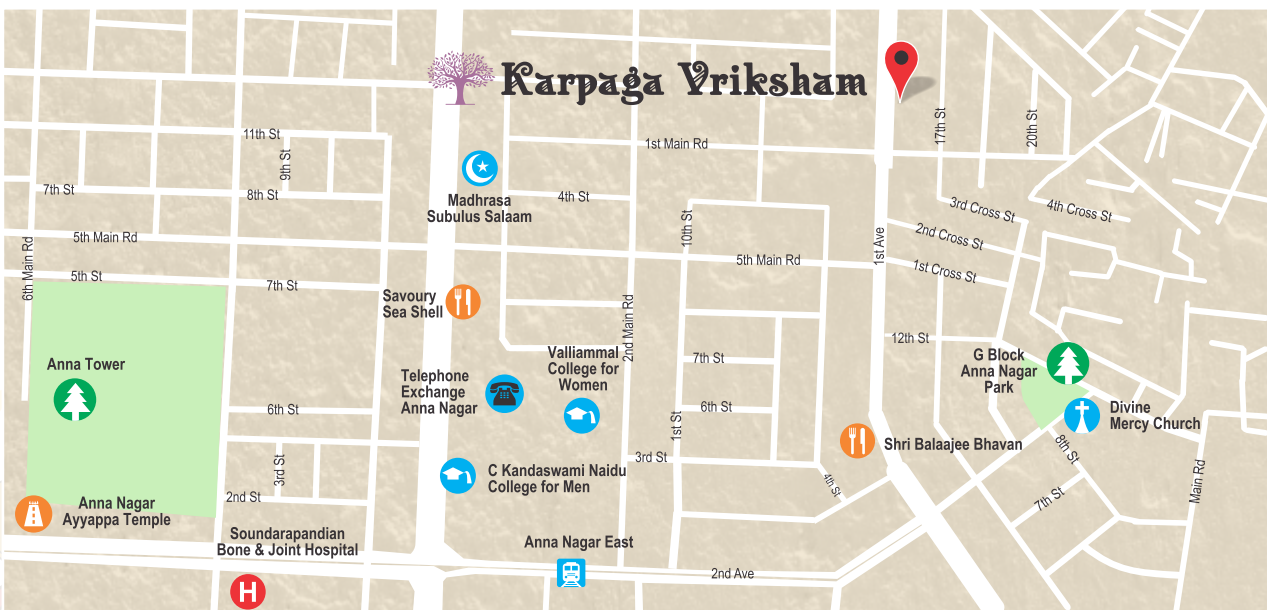 Karpaga Vriksham
11th St
9th St
7th St
8th St
5th Main Rd
6th Main Rd
5th St
7th St
Anna Tower
6th St
3rd St
2nd St
Anna Nagar
Ayyappa Temple
Soundarapandian
Bone & Joint Hospital
H
Madhrasa
Subulus Salaam
Savoury
Sea Shell
Telephone
Exchange
Anna Nagar
Valliammal
College for
Women
C Kandaswami Naidu
College for Men
Anna Nagar East
1st Main Rd
4th St
10th St
5th Main Rd
2nd Main Rd
7th St
6th St
1st St
3rd St
4th St
2nd Ave
1st Ave
17th St
20th St
3rd Cross St
4th Cross St
2nd Cross St
1st Cross St
12th St
G Block
Anna Nagar
Park
Divine
Mercy Church
Shri Balaajee Bhavan
8th St
7th St
Main Rd